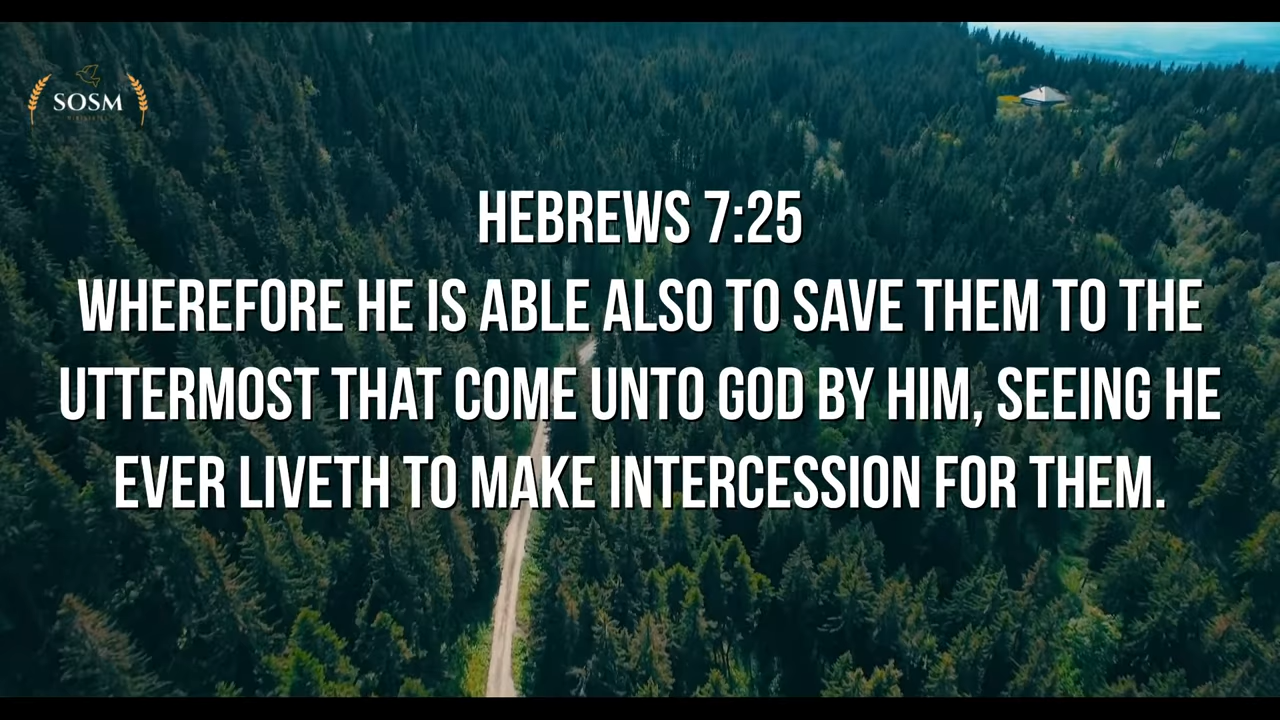 SOSM
HEBREWS 7:25
WHEREFORE HE IS ABLE ALSO TO SAVE THEM TO THE
UTTERMOST THAT COME UNTO GOD BY HIM, SEEING HE
EVER LIVETH TO MAKE INTERCESSION FOR THEM.